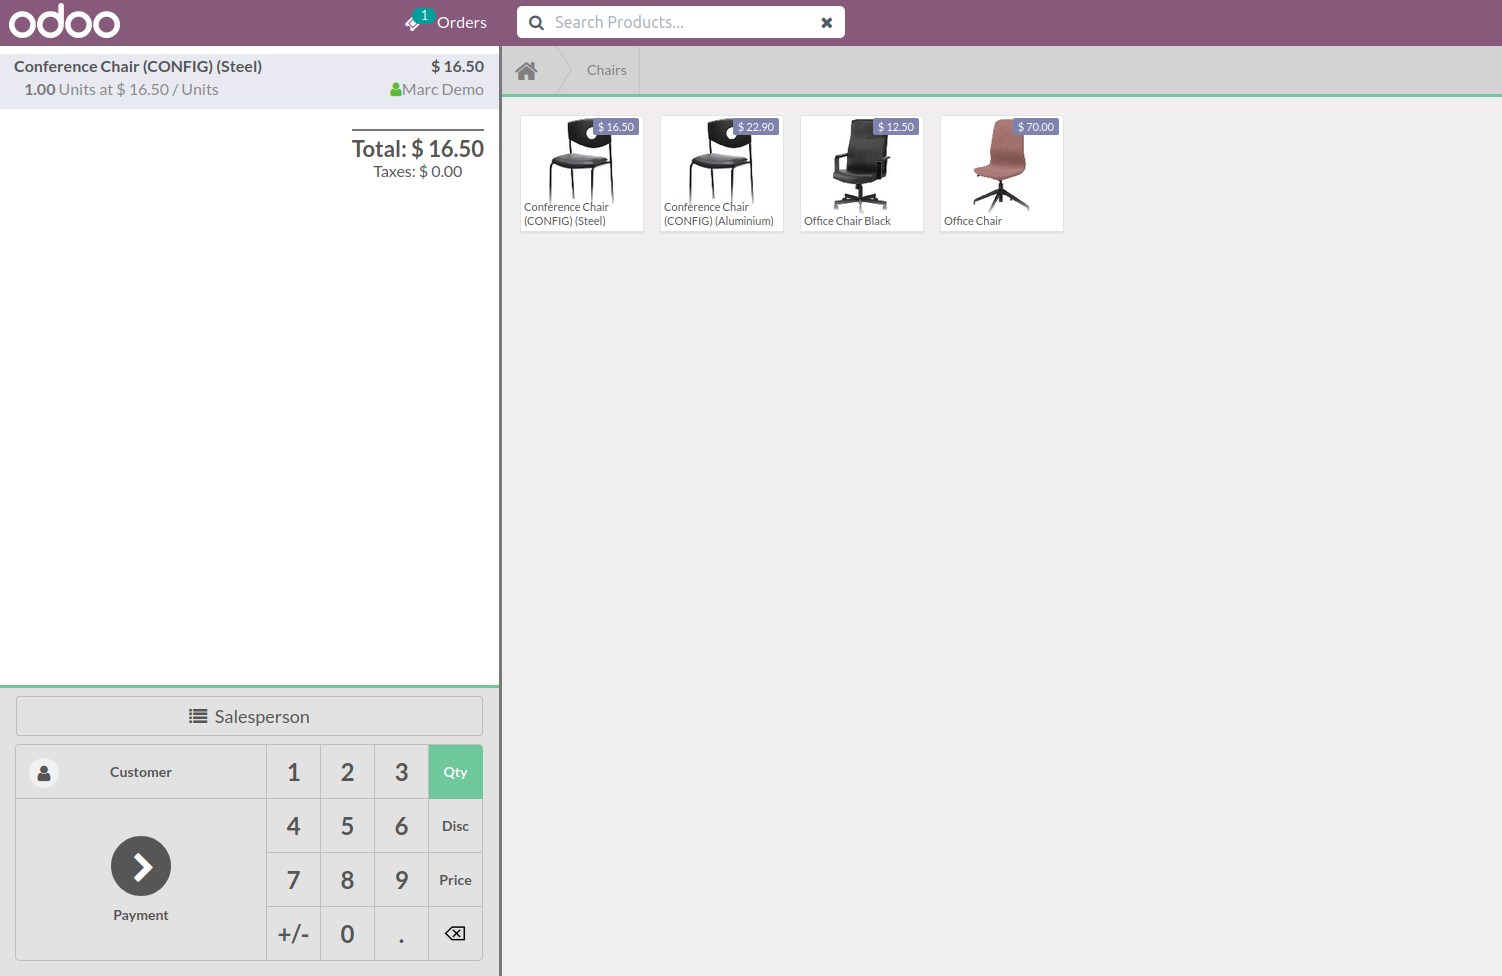 odoo
1
Orders
Search Products...
Conference Chair (CONFIG) (Steel) $ 16.50
1.00 Units at $ 16.50 / Units Marc Demo
Total: $ 16.50
Taxes: $ 0.00
Chairs
$ 16.50
Conference Chair
(CONFIG) (Steel)
$ 22.90
Conference Chair
(CONFIG) (Aluminium)
$ 12.50
Office Chair Black
$ 70.00
Office Chair
Salesperson
Customer
Payment
1 2 3 Qty
4 5 6 Disc
7 8 9 Price
+/- 0 .